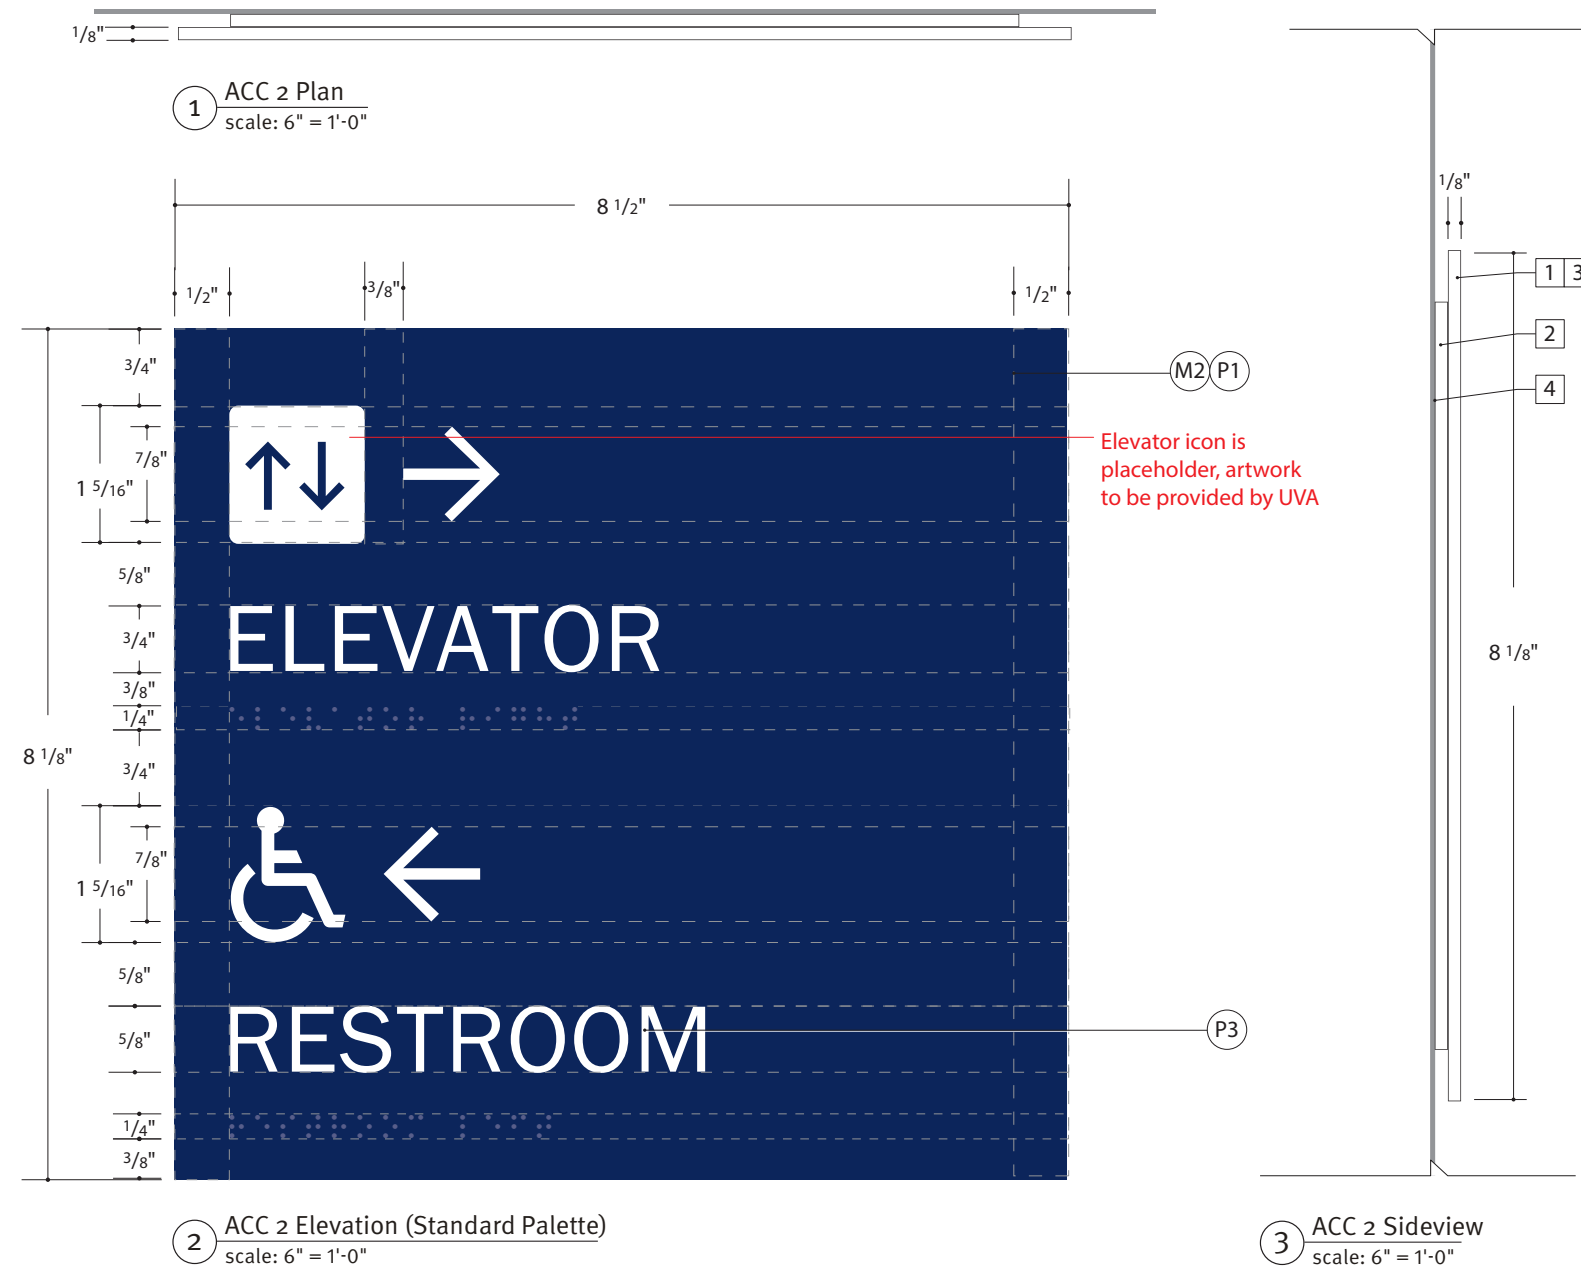 1/8"
1 ACC 2 Plan
scale: 6" = 1'-0"
8 1/2"
1/2"
3/8"
1/2"
1/8"
1 3
2
4
3/4"
M2 P1
7/8"
1 5/16"
Elevator icon is
placeholder, artwork
to be provided by UVA
5/8"
ELEVATOR
3/4"
3/8"
1/4"
8 1/8"
8 1/8"
3/4"
7/8"
1 5/16"
5/8"
RESTROOM
5/8"
P3
1/4"
3/8"
2 ACC 2 Elevation (Standard Palette)
scale: 6" = 1'-0"
3 ACC 2 Sideview
scale: 6" = 1'-0"